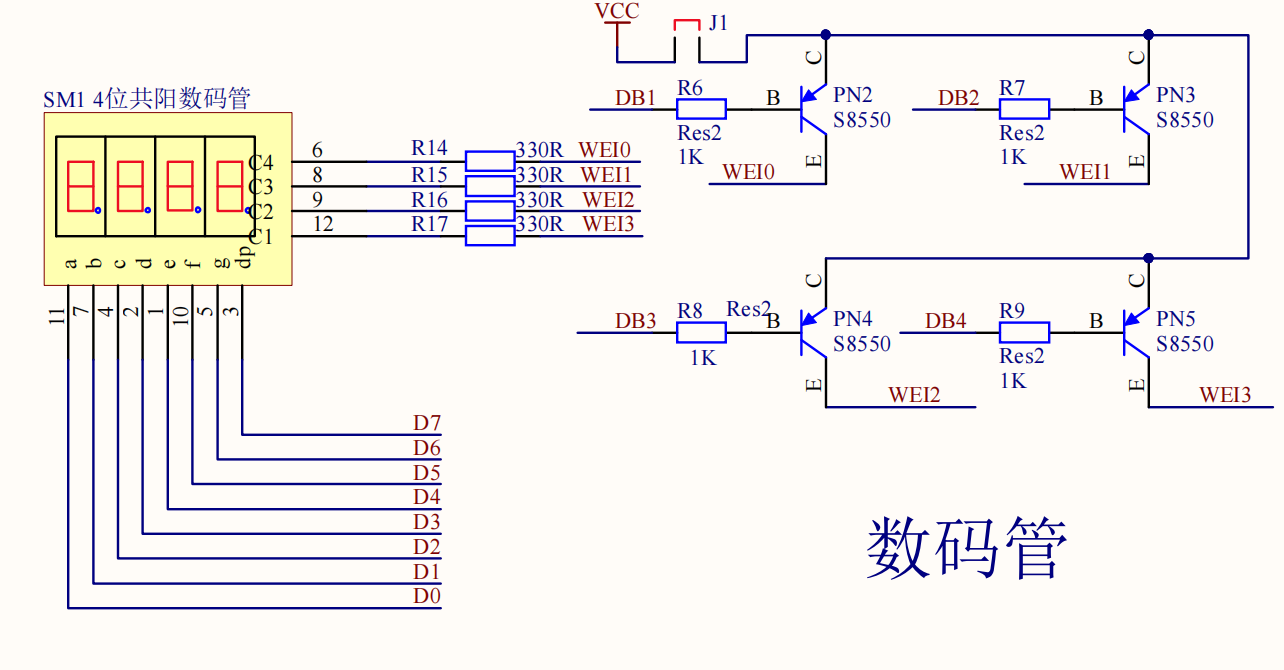 VCC
J1
SM1 4位共阳数码管
C4
C3
C2
C1
a b c d e f g dp
11 7 4 2 1 10 5 3
6 R14 330R WEI0
8 R15 330R WEI1
9 R16 330R WEI2
12 R17 330R WEI3
D7
D6
D5
D4
D3
D2
D1
D0
DB1 R6 B C PN2
S8550
Res2
1K
E
WEI0
DB2 R7 B C PN3
S8550
Res2
1K
E
WEI1
DB3 R8 Res2 B C PN4
S8550
1K
E
WEI2
DB4 R9 B C PN5
S8550
Res2
1K
E
WEI3
数码管